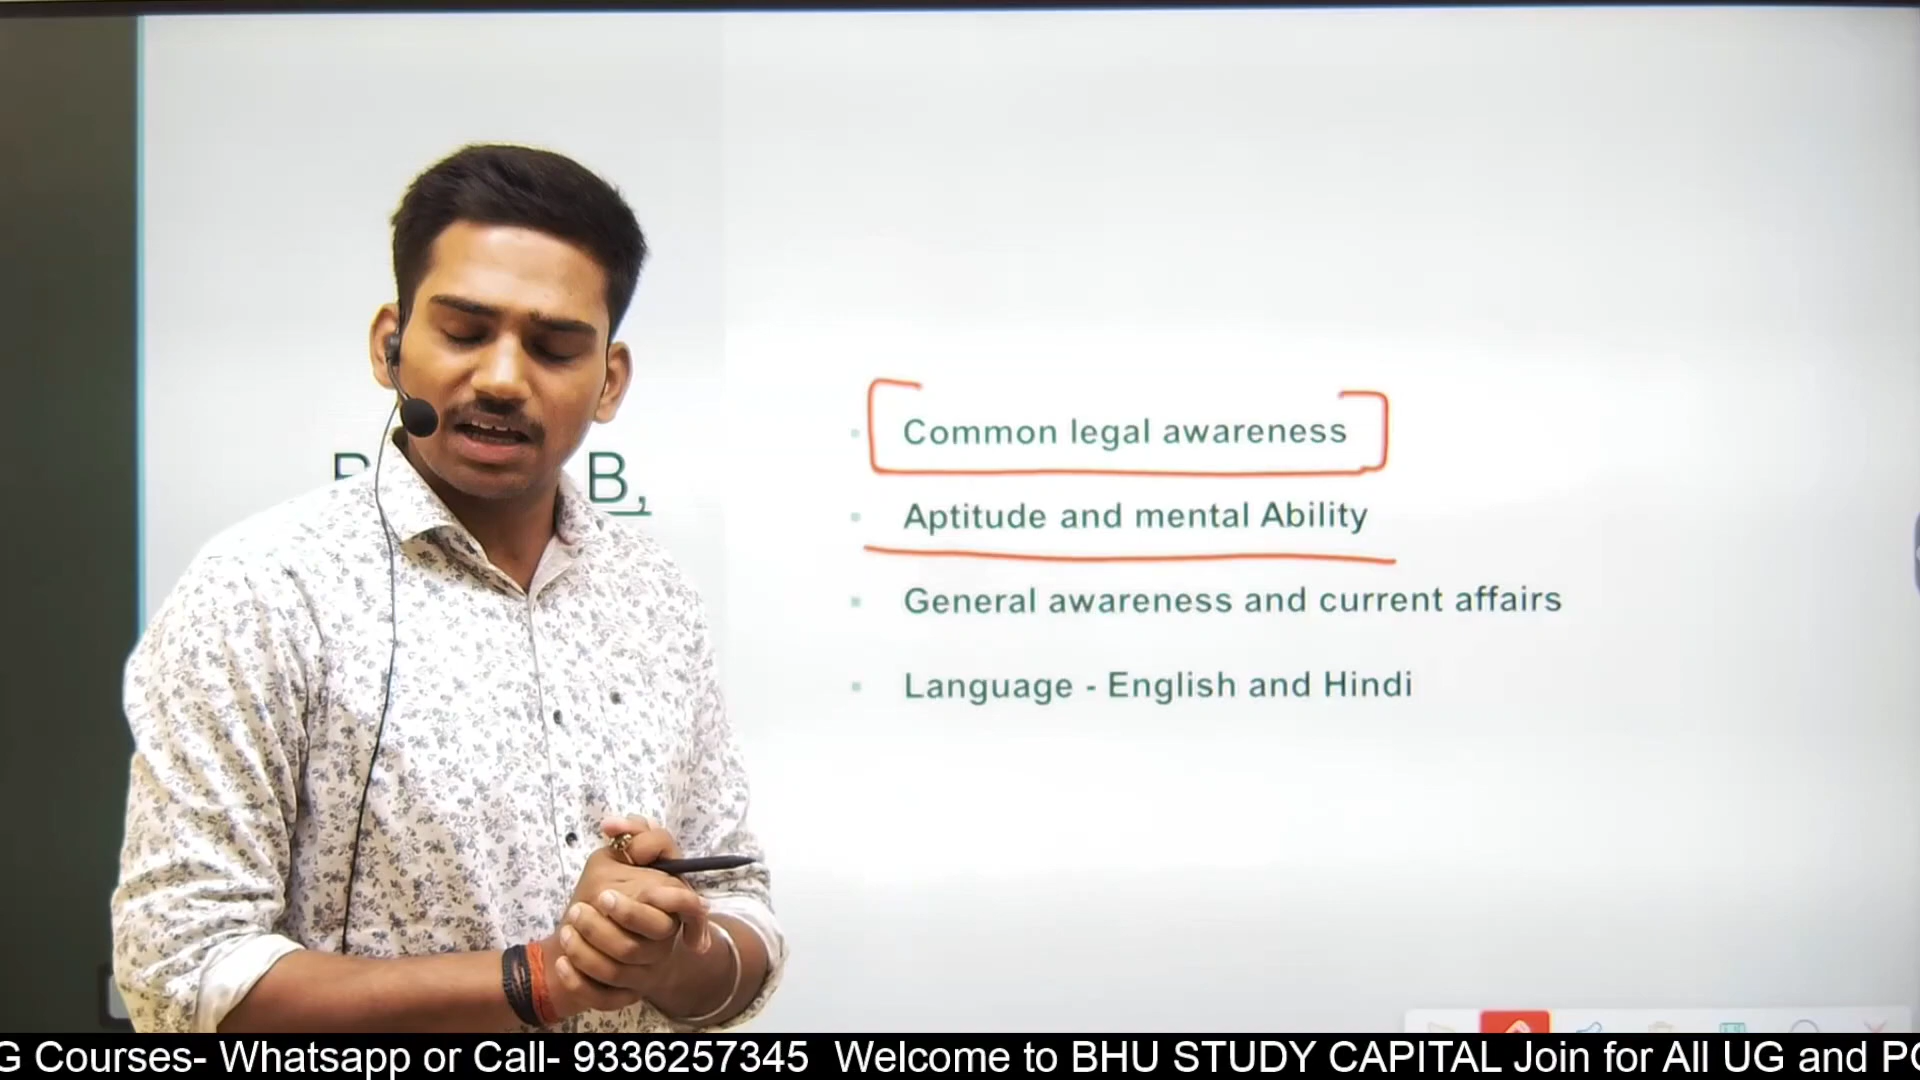 B,
Common legal awareness
Aptitude and mental Ability
General awareness and current affairs
Language - English and Hindi
G Courses- Whatsapp or Call- 9336257345 Welcome to BHU STUDY CAPITAL Join for All UG and PG